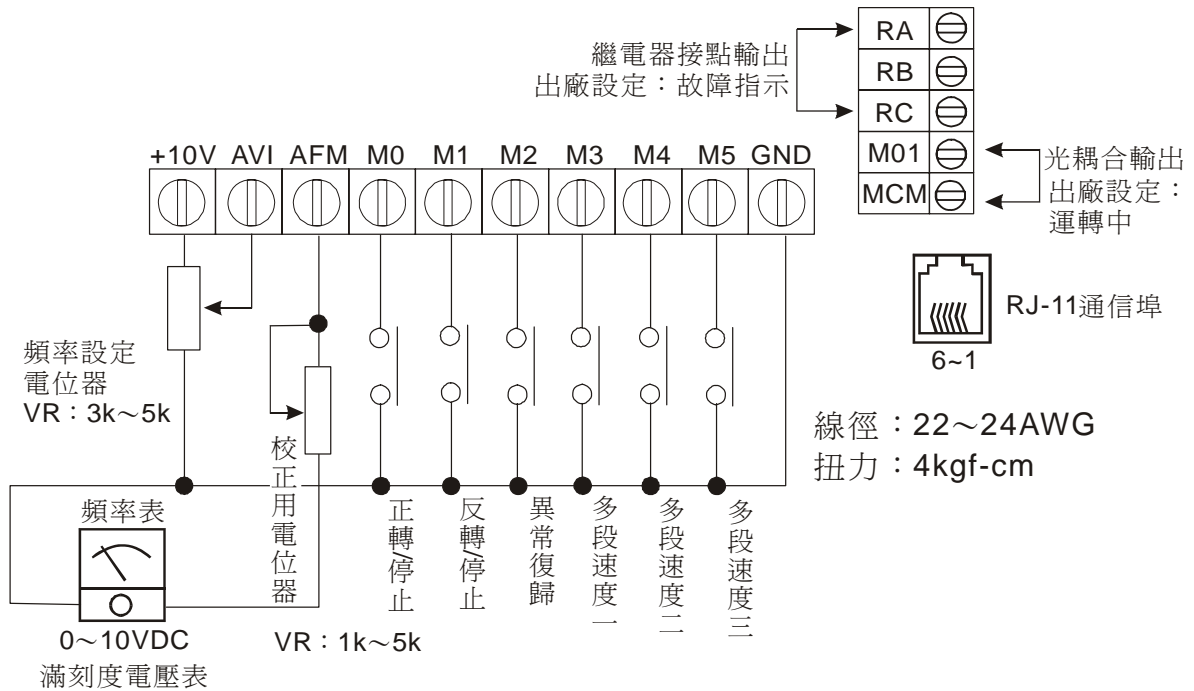 繼電器接點輸出
出廠設定：故障指示
RA
RB
RC
M01
MCM
光耦合輸出
出廠設定：
運轉中
+10V AVI AFM M0 M1 M2 M3 M4 M5 GND
RJ-11通信埠
6~1
頻率設定
電位器
VR：3k～5k
校正用電位器
VR：1k～5k
線徑：22～24AWG
扭力：4kgf-cm
頻率表
0～10VDC
滿刻度電壓表
正轉/停止
反轉/停止
異常復歸
多段速度一
多段速度二
多段速度三